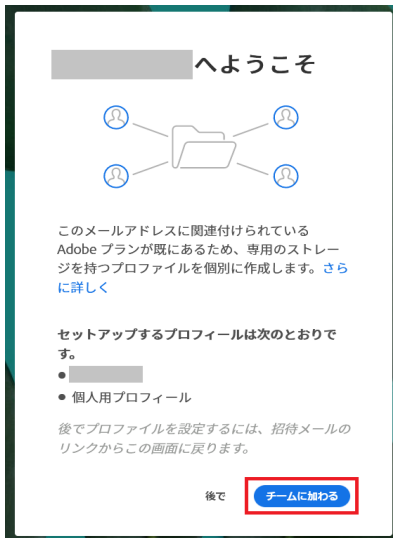 へようこそ
このメールアドレスに関連付けられている
Adobe プランが既にあるため、専用のストレー
ジを持つプロファイルを個別に作成します。さら
に詳しく
セットアップするプロフィールは次のとおりで
す。
●
● 個人用プロフィール
後でプロファイルを設定するには、招待メールの
リンクからこの画面に戻ります。
後で チームに加わる